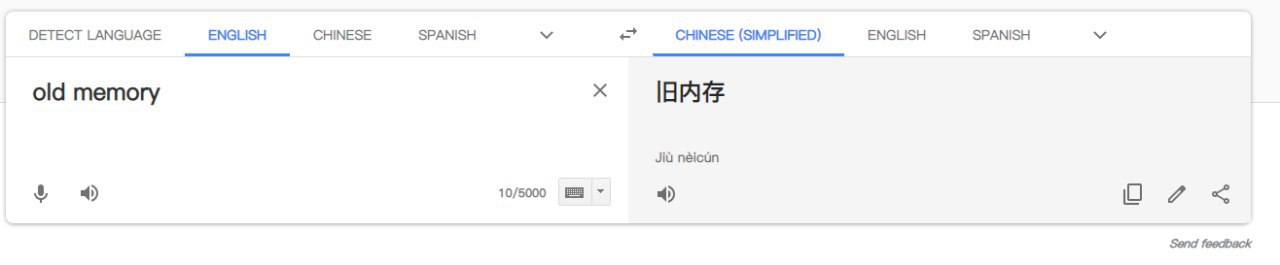 DETECT LANGUAGE ENGLISH CHINESE SPANISH CHINESE (SIMPLIFIED) ENGLISH SPANISH
old memory
旧内存
Jiù nèicún
10/5000
Send feedback